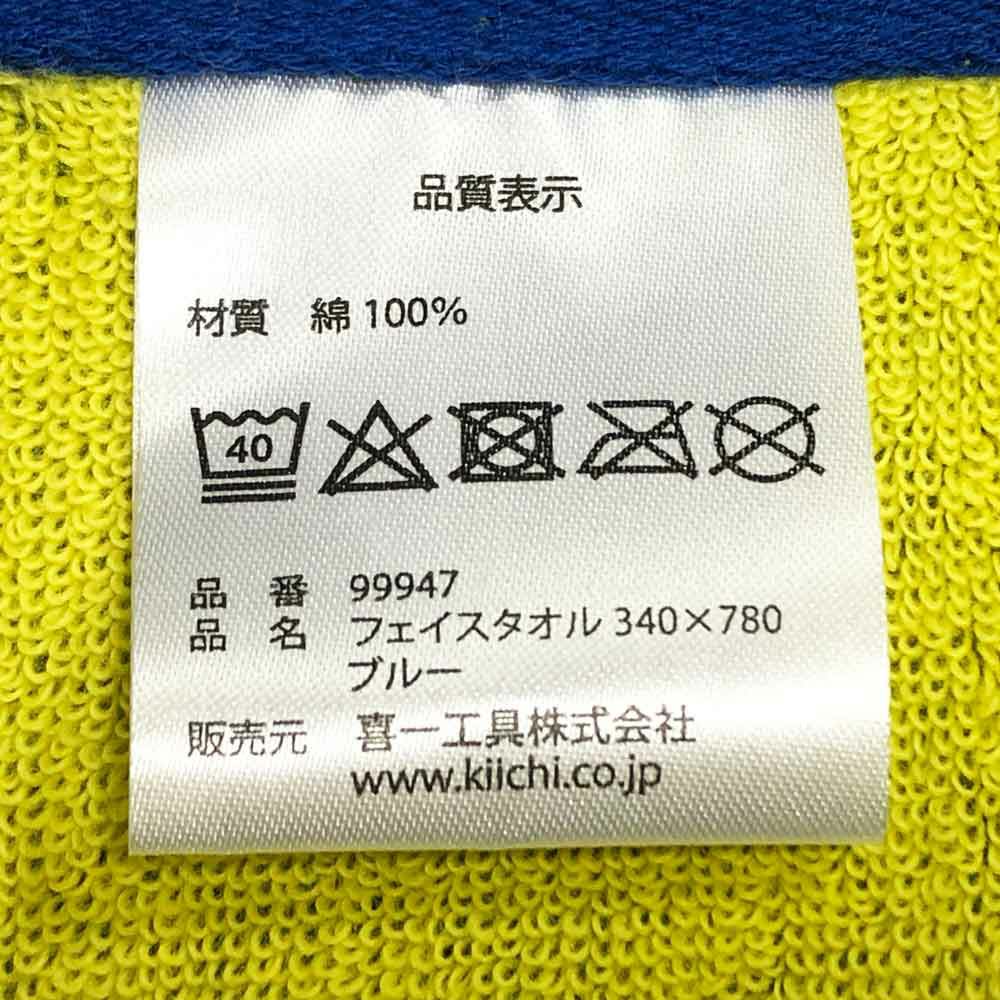 品質表示
材質 綿 100%
40
品番 99947
品名 フェイスタオル 340×780
ブルー
販売元 喜一工具株式会社
www.kiichi.co.jp